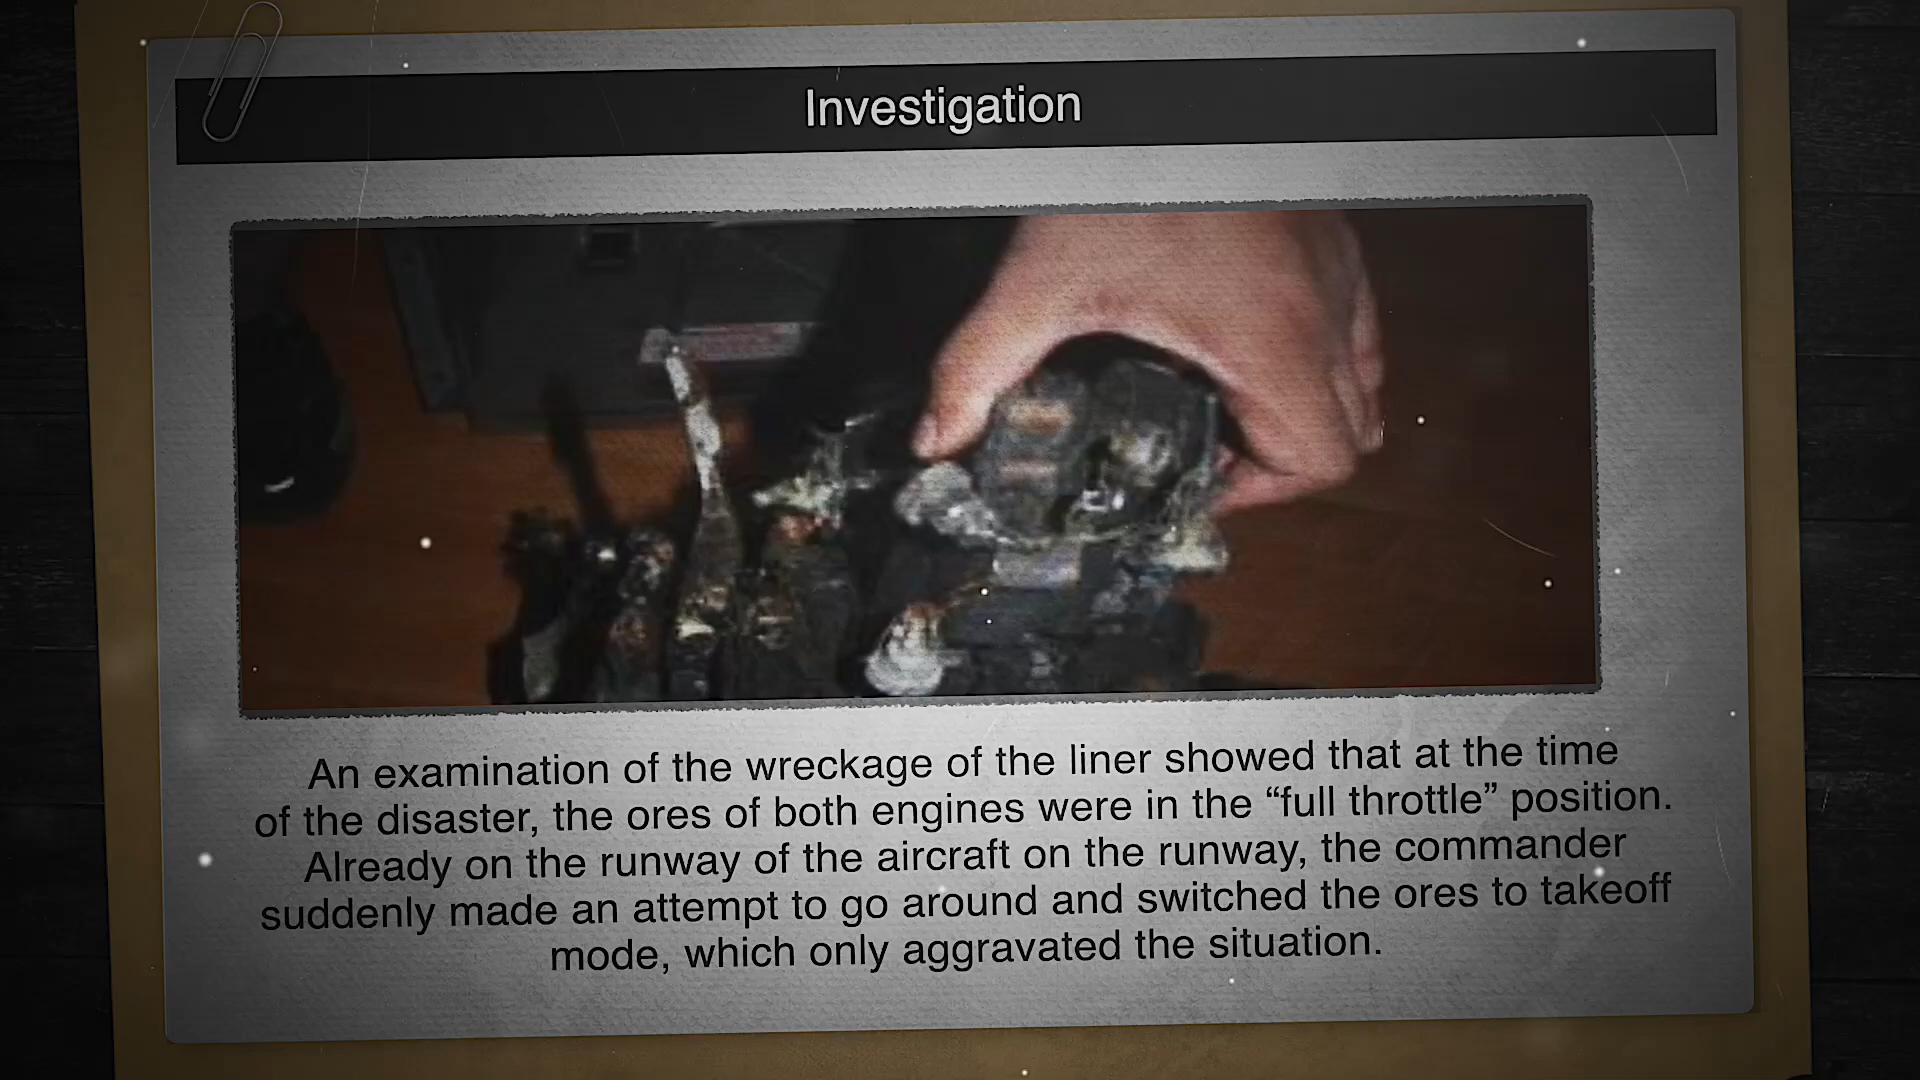 Investigation
An examination of the wreckage of the liner showed that at the time
of the disaster, the ores of both engines were in the “full throttle” position.
Already on the runway of the aircraft on the runway, the commander
suddenly made an attempt to go around and switched the ores to takeoff
mode, which only aggravated the situation.